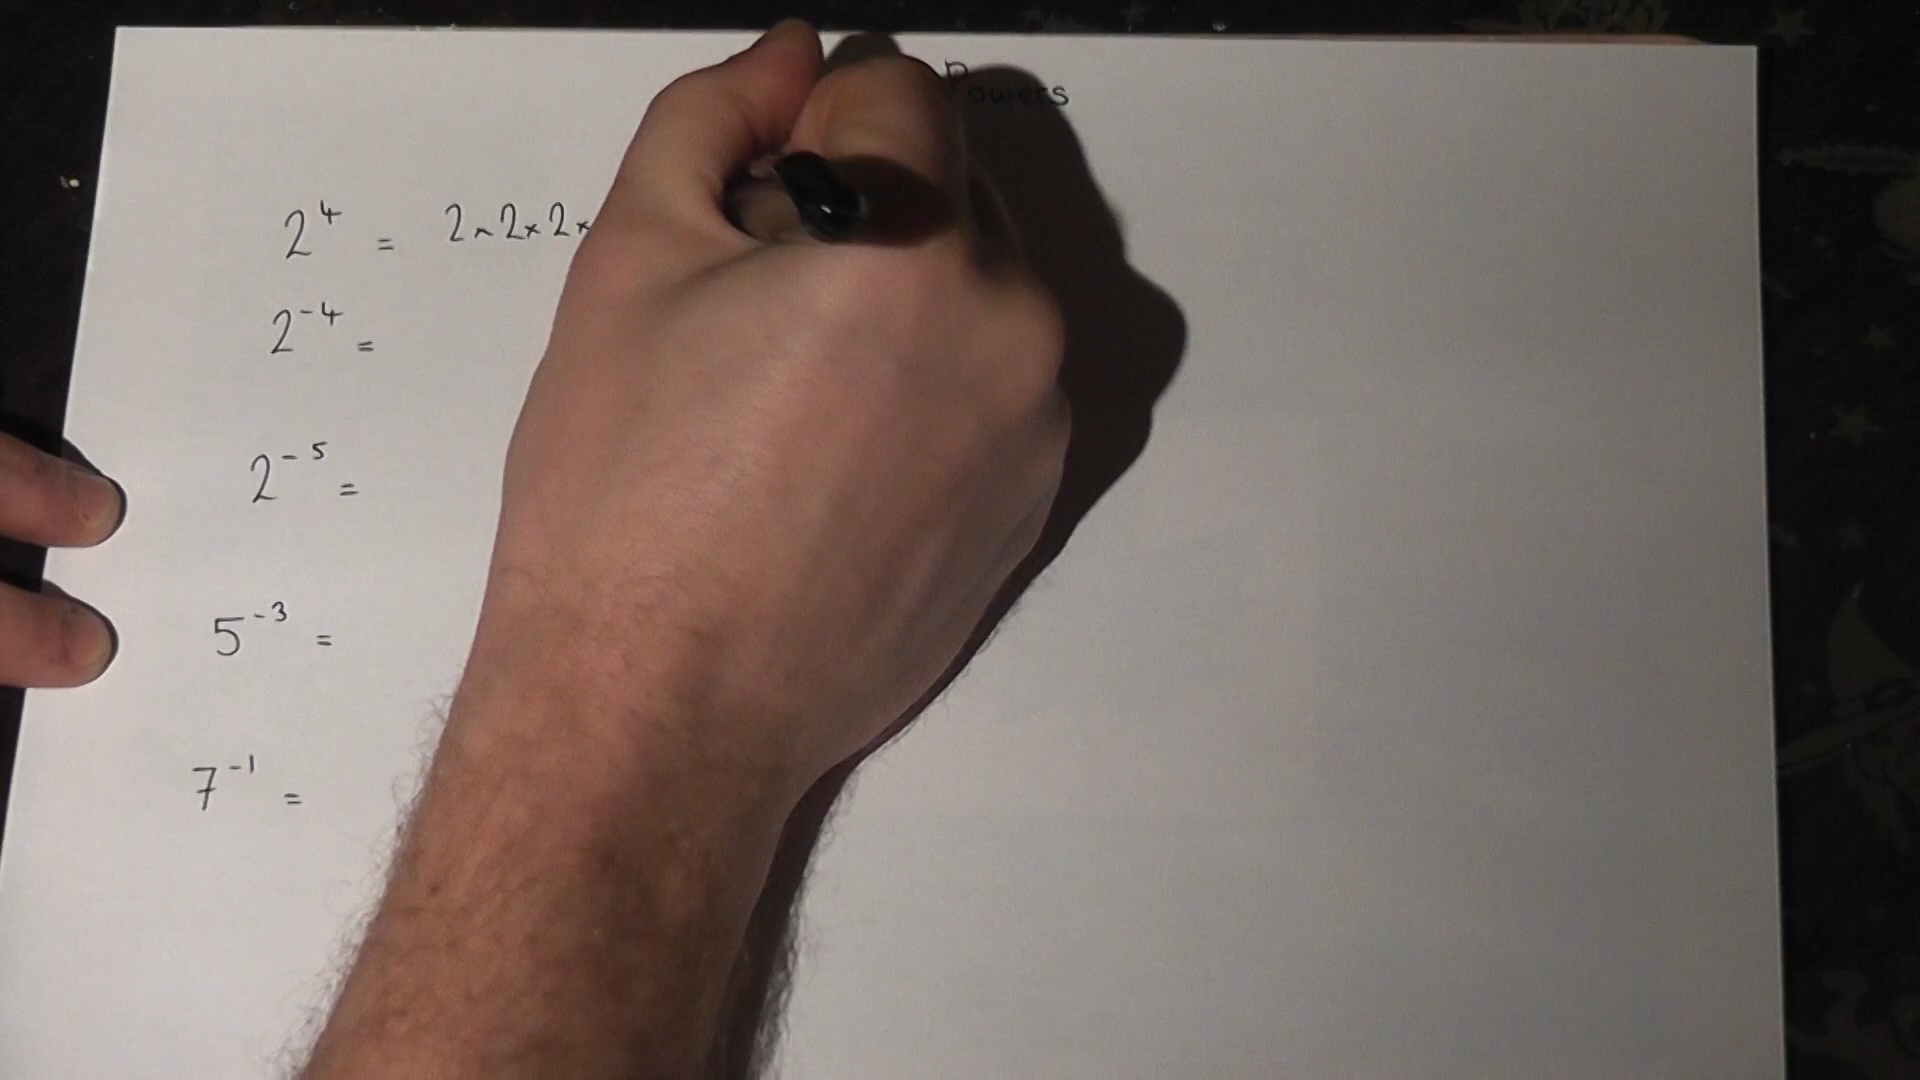 Powers
2⁴ = 2×2×2×
2⁻⁴ =
2⁻⁵ =
5⁻³ =
7⁻¹ =